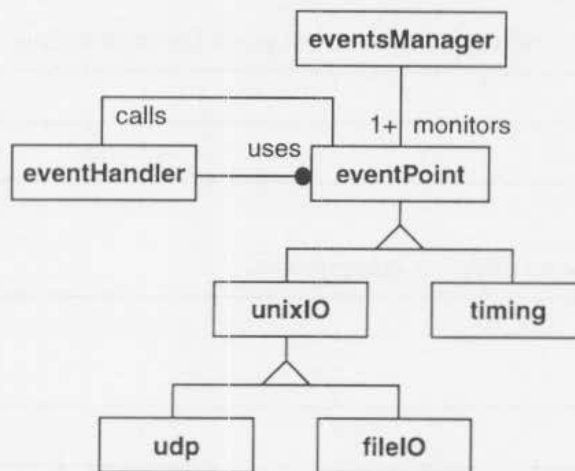 eventsManager
calls
1+ monitors
uses
eventHandler
eventPoint
unixIO
timing
udp
fileIO